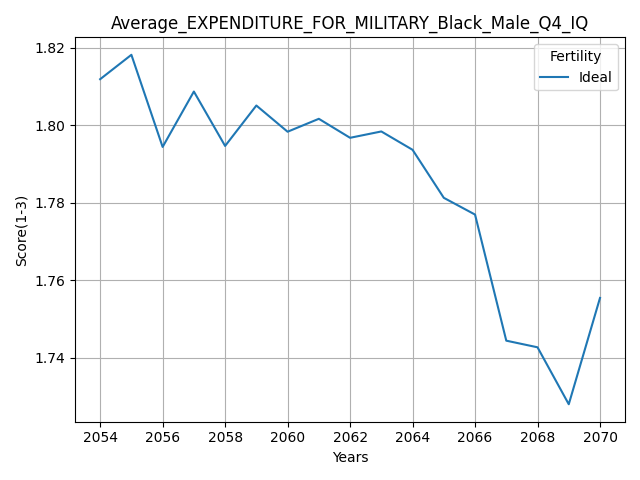 Average_EXPENDITURE_FOR_MILITARY_Black_Male_Q4_IQ
Fertility
Ideal
Score(1-3)
1.82
1.80
1.78
1.76
1.74
2054 2056 2058 2060 2062 2064 2066 2068 2070
Years